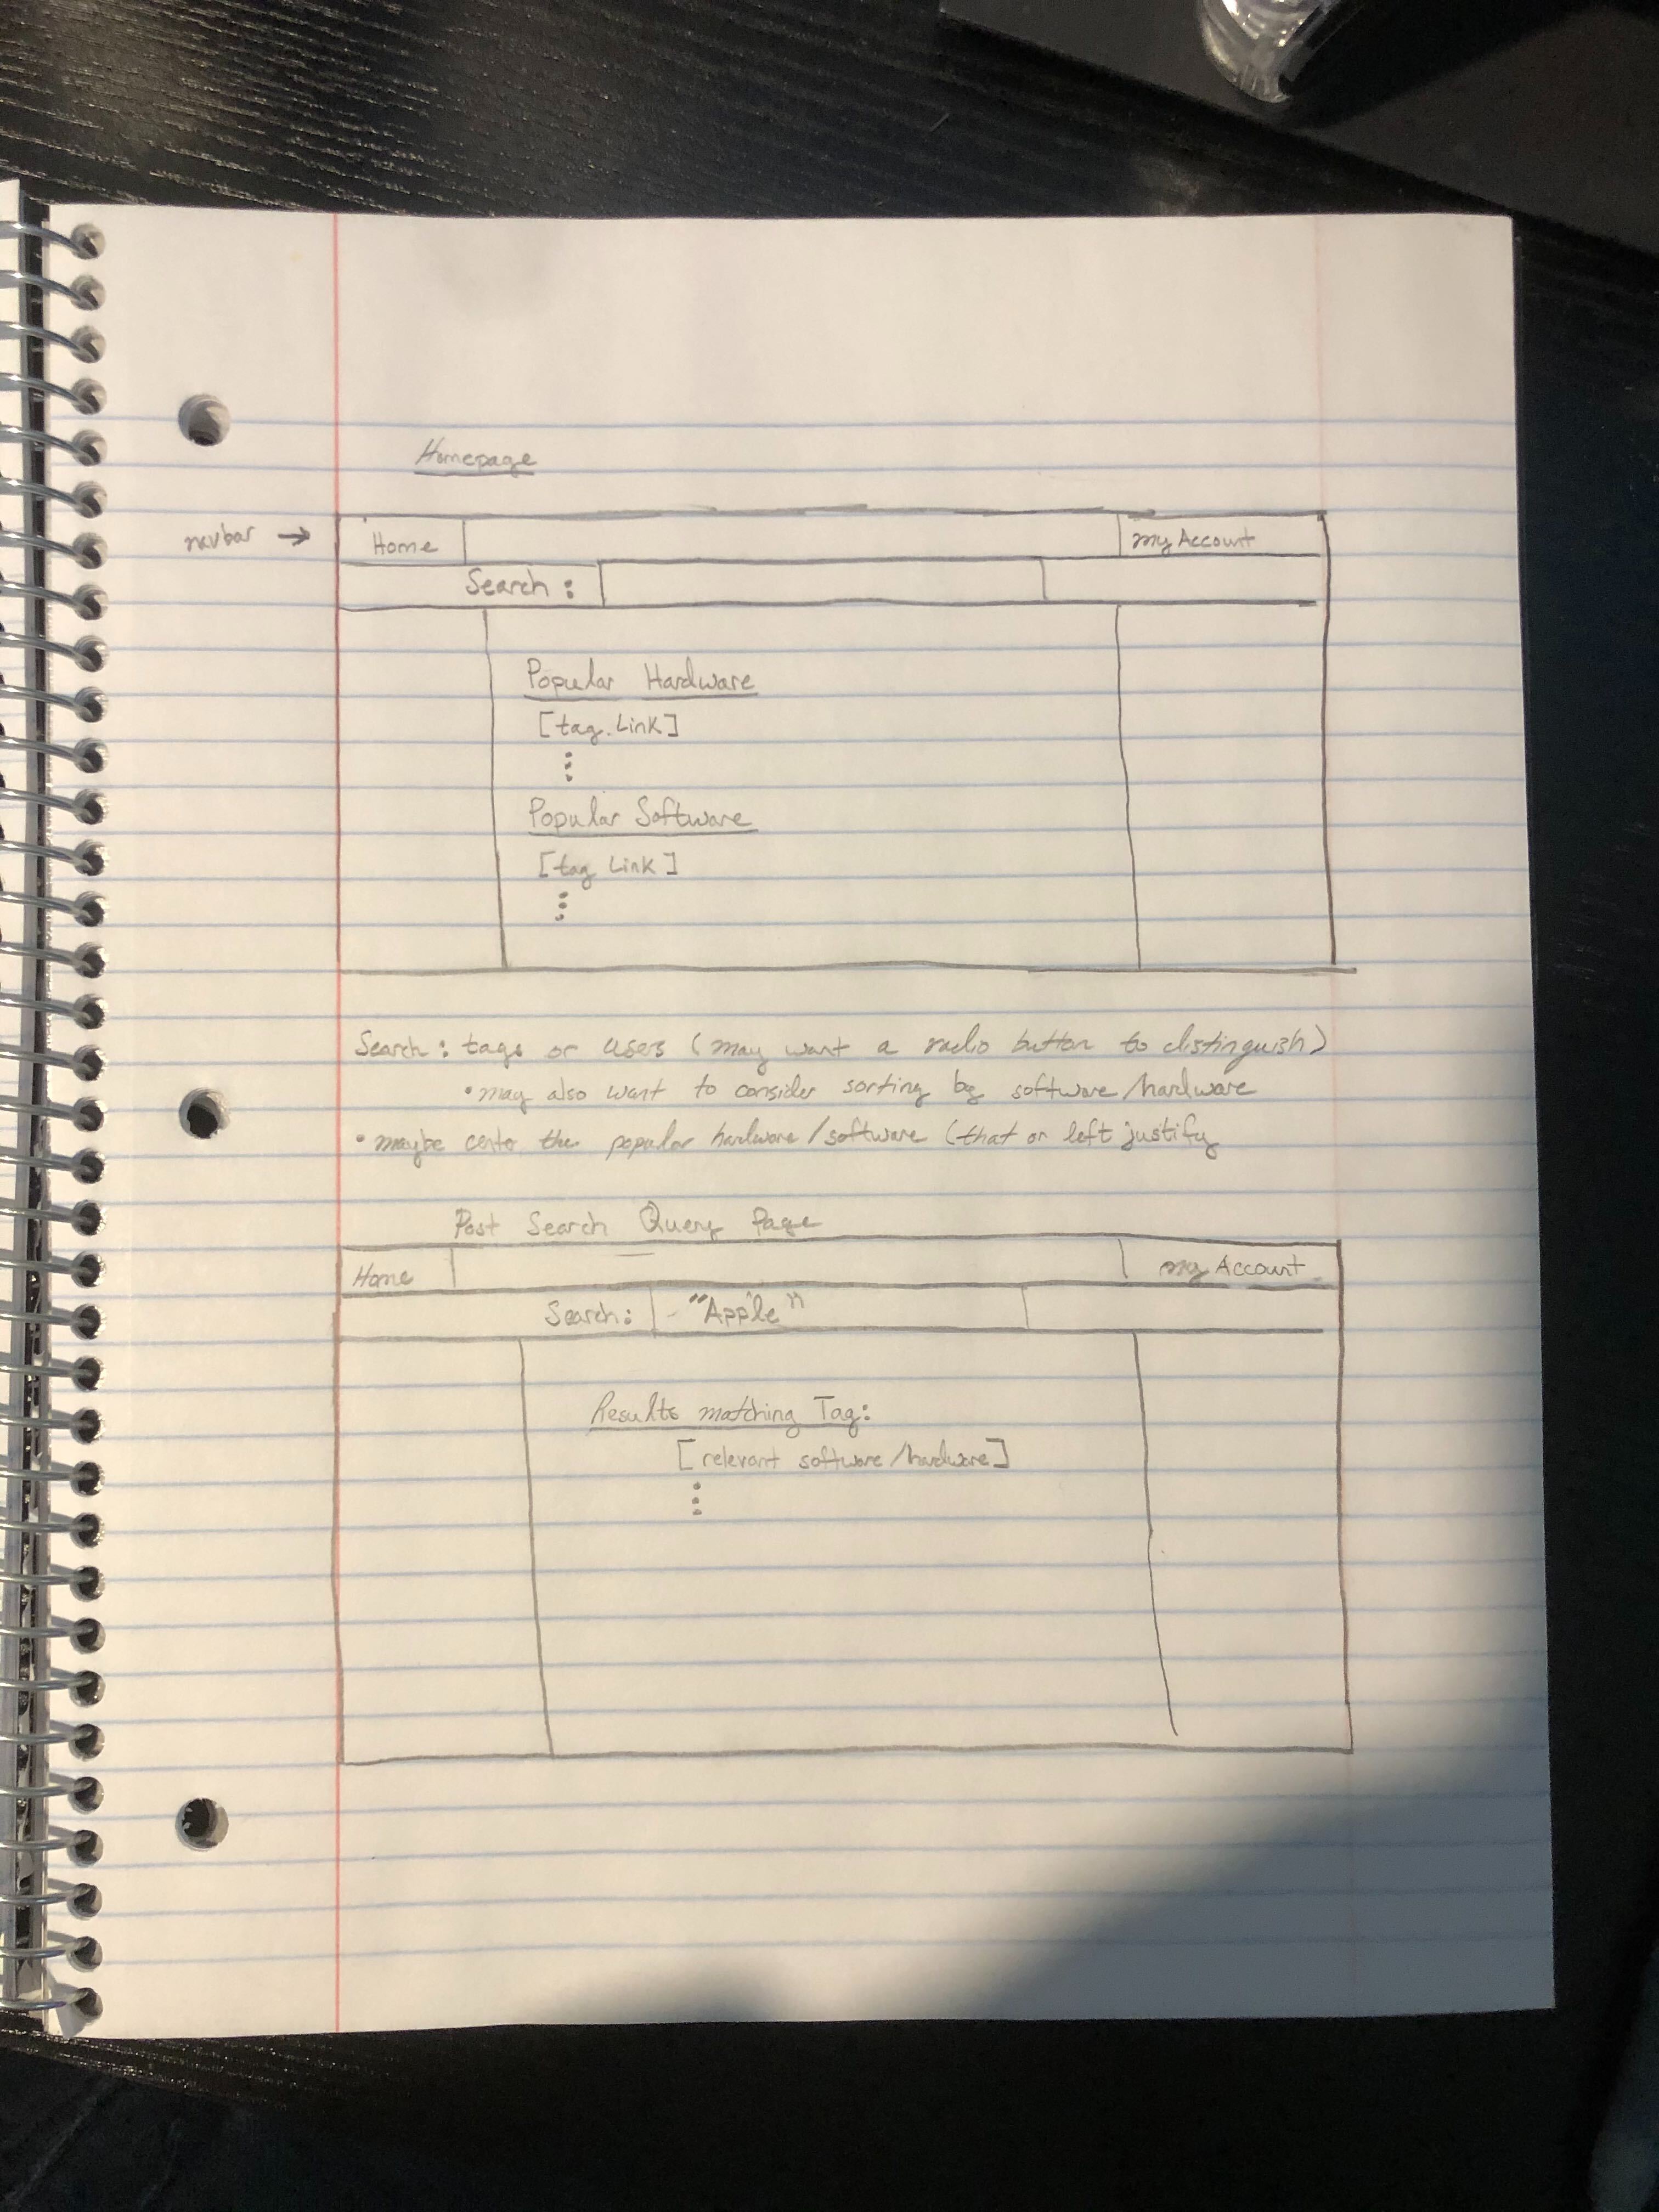 Homepage
navbar →
Home
my Account
Search :
Popular Hardware
[tag. Link]
Popular Software
[tag Link]
Search: tags or users (may want a radio button to distinguish)
• may also want to consider sorting by software/hardware
• maybe center the popular hardware/software (that or left justify
Post Search Query Page
Home
my Account
Search: "Apple"
Results matching Tag:
[relevant software/hardware]